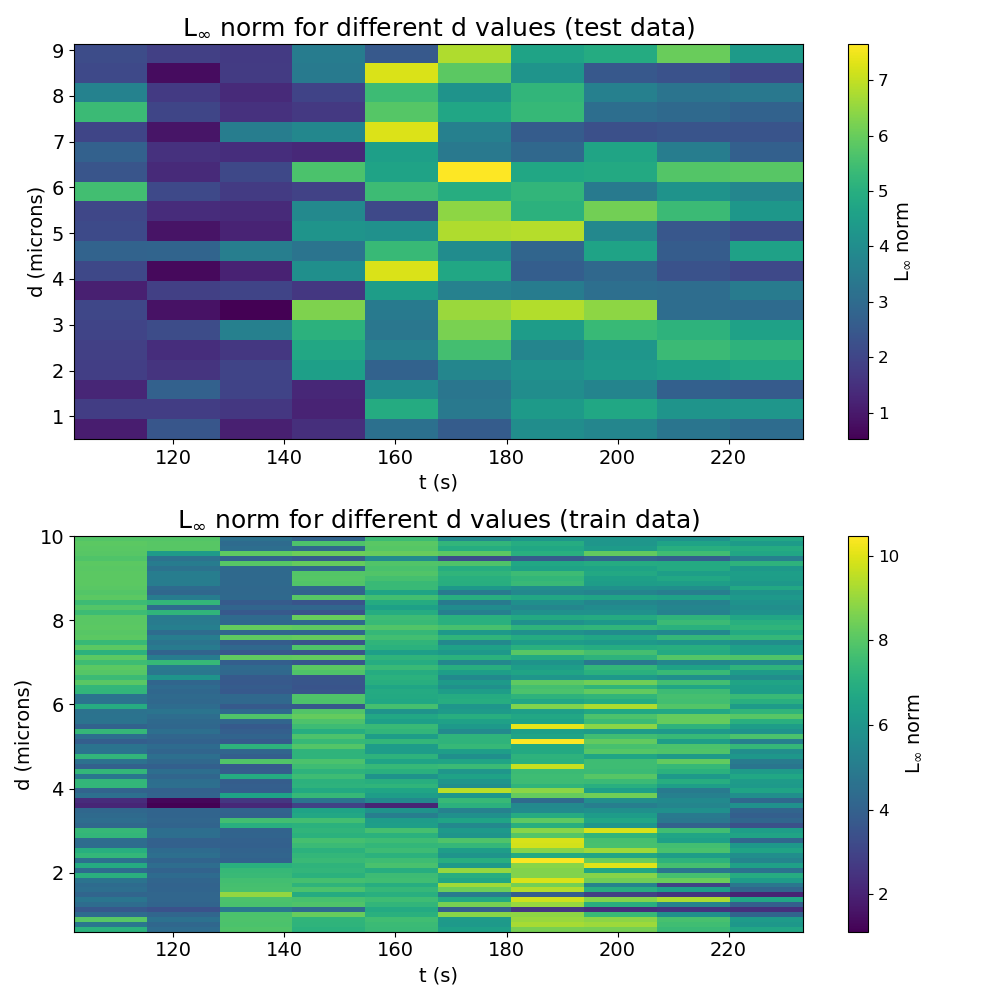 L∞ norm for different d values (test data)
9
8
7
6
5
4
3
2
1
d (microns)
120 140 160 180 200 220
t (s)
7
6
5
4
3
2
1
L∞ norm
L∞ norm for different d values (train data)
10
8
6
4
2
d (microns)
120 140 160 180 200 220
t (s)
10
8
6
4
2
L∞ norm